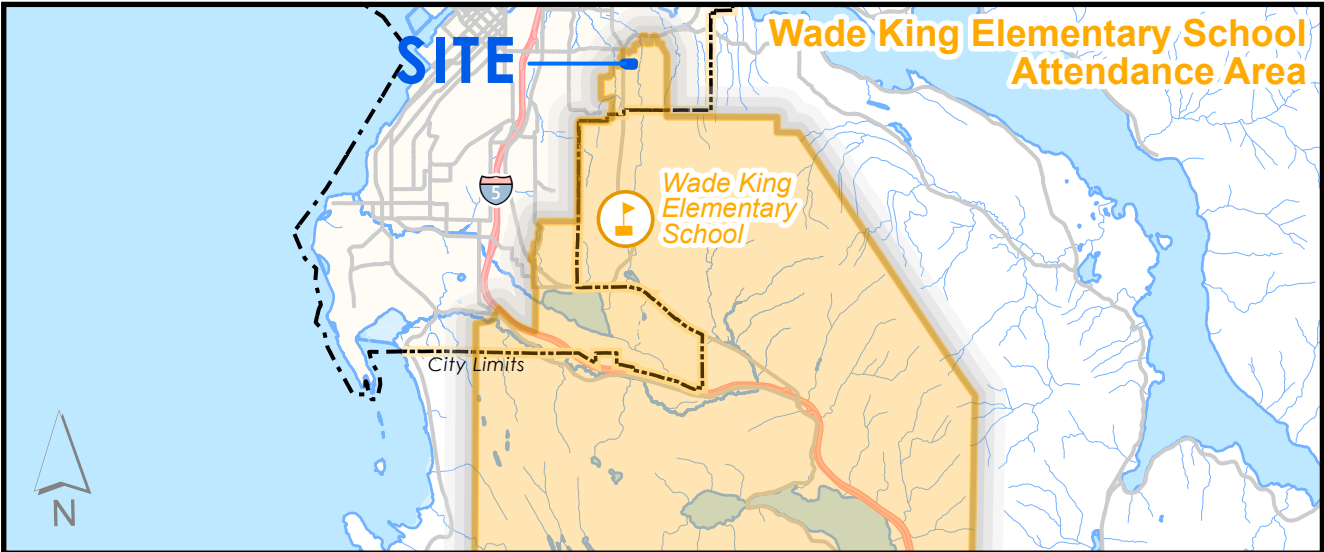 Wade King Elementary School
Attendance Area
SITE
5
Wade King
Elementary
School
City Limits
N